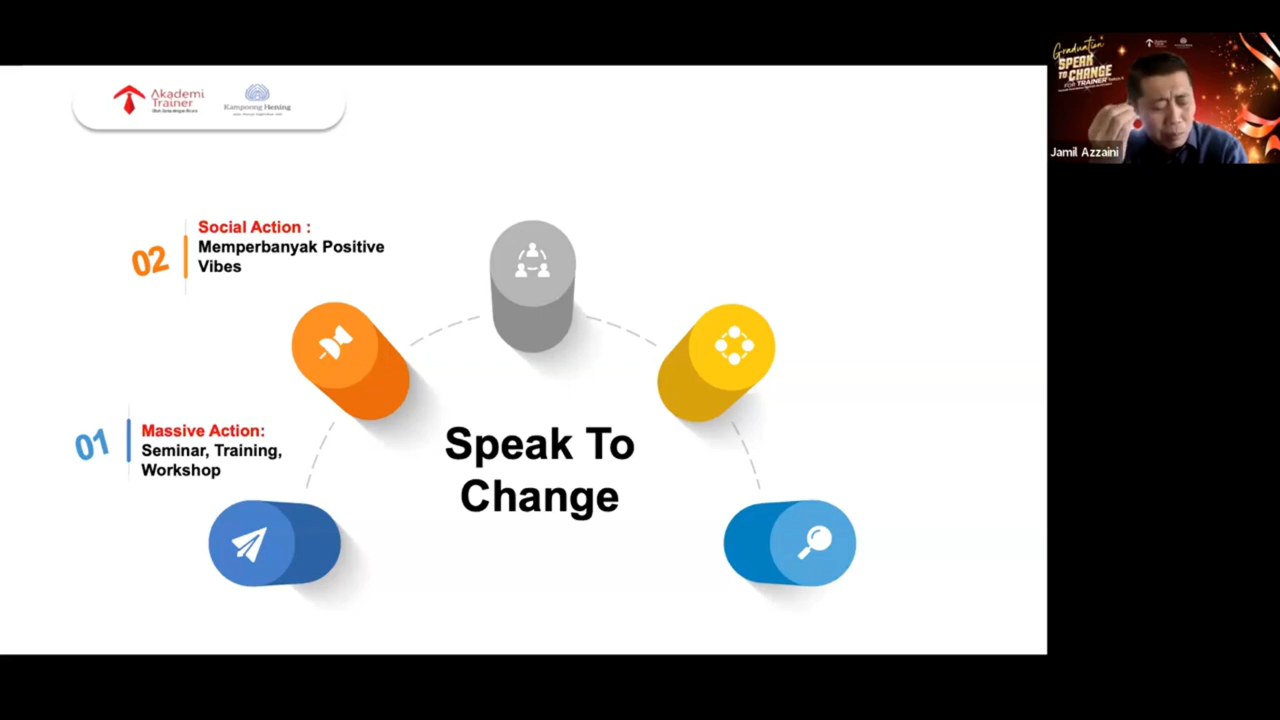 Akademi
Trainer
Kampoong Hening
02
Social Action :
Memperbanyak Positive
Vibes
01
Massive Action:
Seminar, Training,
Workshop
Speak To
Change
Graduation
SPEAK
TO CHANGE
FOR TRAINER
Jamil Azzaini